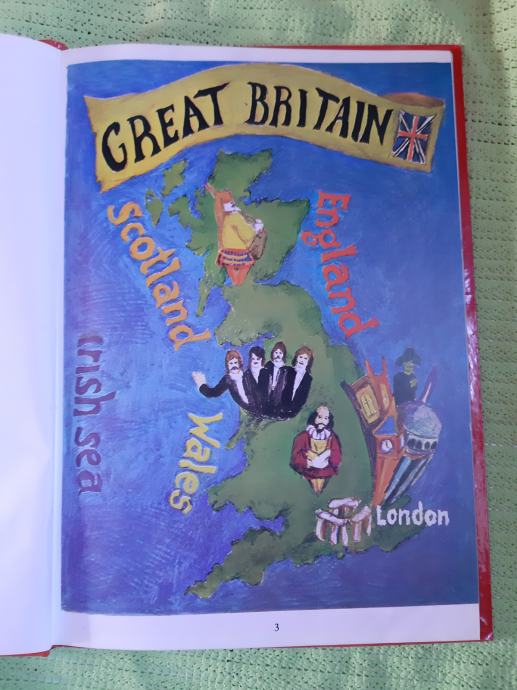 GREAT BRITAIN
England
Scotland
Irish sea
Wales
London
3